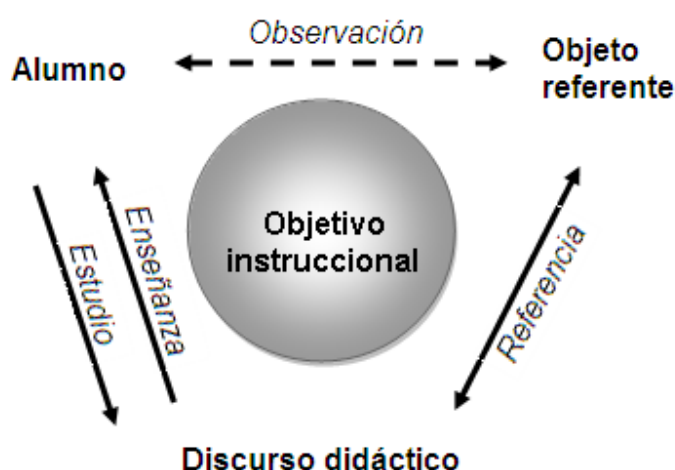 Observación
Alumno
Objeto
referente
Objetivo
instruccional
Estudio
Enseñanza
Referencia
Discurso didáctico